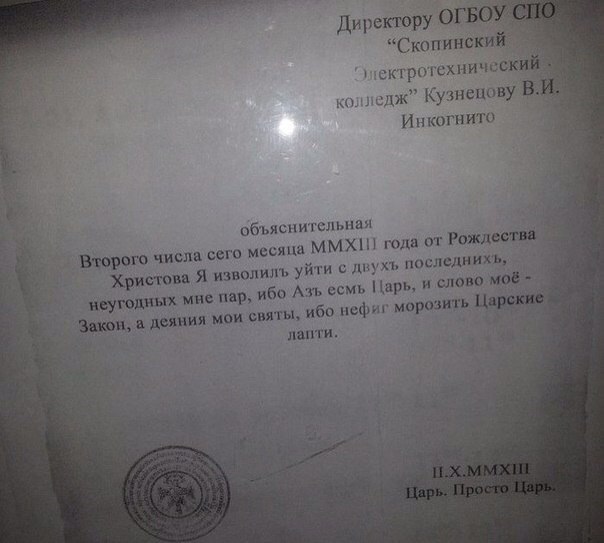 Директору ОГБОУ СПО
“Скопинский
Электротехнический
колледж” Кузнецову В.И.
Инкогнито
объяснительная
Второго числа сего месяца MMXIII года от Рождества
Христова Я изволилъ уйти с двухъ последнихъ,
неугодных мне пар, ибо Азъ есмь Царь, и слово моё -
Закон, а деяния мои святы, ибо нефиг морозить Царские
лапти.
II.X.MMXIII
Царь. Просто Царь.